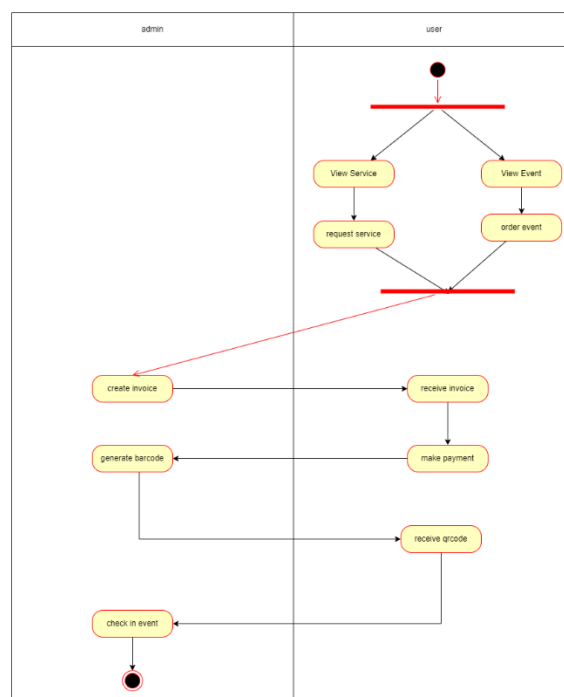 admin
user
View Service
View Event
request service
order event
create invoice
receive invoice
generate barcode
make payment
receive qrcode
check in event